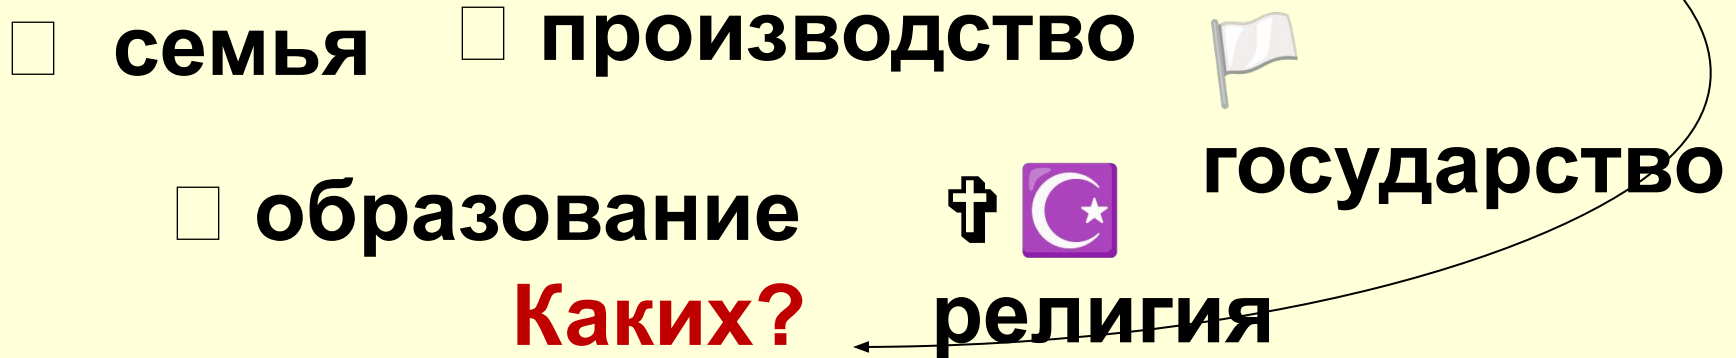 семья
производство
государство
образование
религия
Каких?